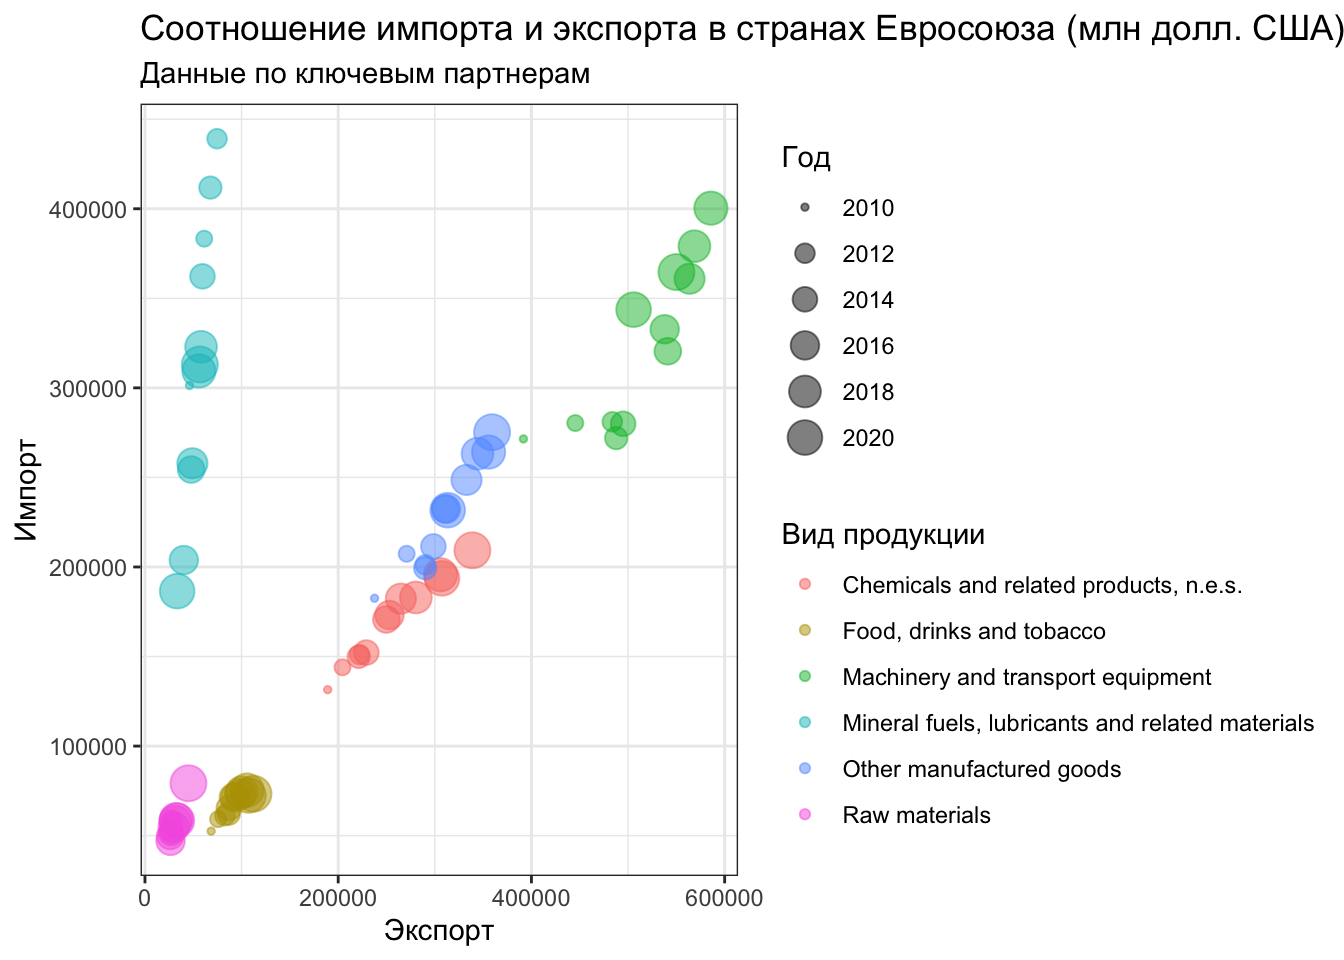 Соотношение импорта и экспорта в странах Евросоюза (млн долл. США)
Данные по ключевым партнерам
Импорт
400000
300000
200000
100000
0
200000
400000
600000
Экспорт
Год
2010
2012
2014
2016
2018
2020
Вид продукции
Chemicals and related products, n.e.s.
Food, drinks and tobacco
Machinery and transport equipment
Mineral fuels, lubricants and related materials
Other manufactured goods
Raw materials